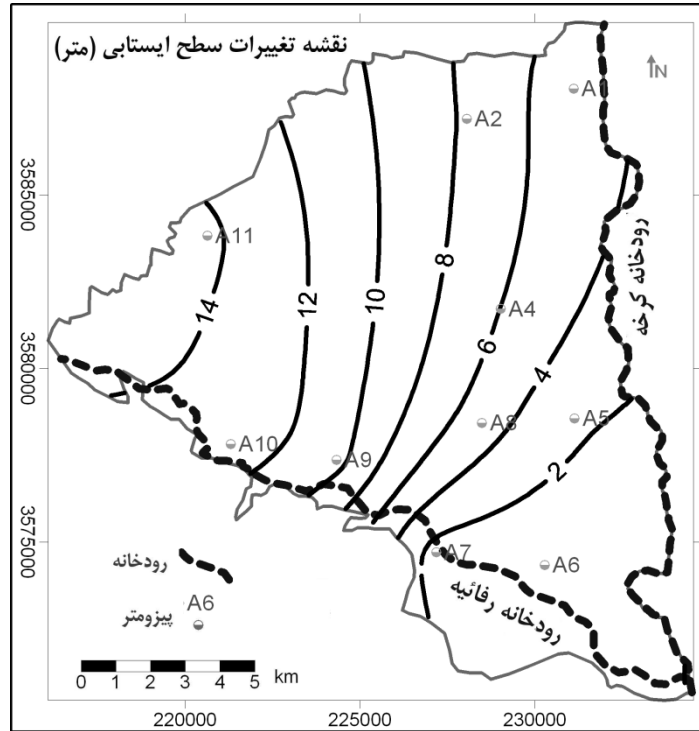 نقشه تغییرات سطح ایستابی (متر)
N
A1
A2
A11
A4
A8
A5
A10
A9
A7
A6
14
12
10
8
6
4
2
رودخانه کرخه
رودخانه رفائیه
رودخانه
A6
پیزومتر
0 1 2 3 4 5 km
3585000
3580000
3575000
220000 225000 230000